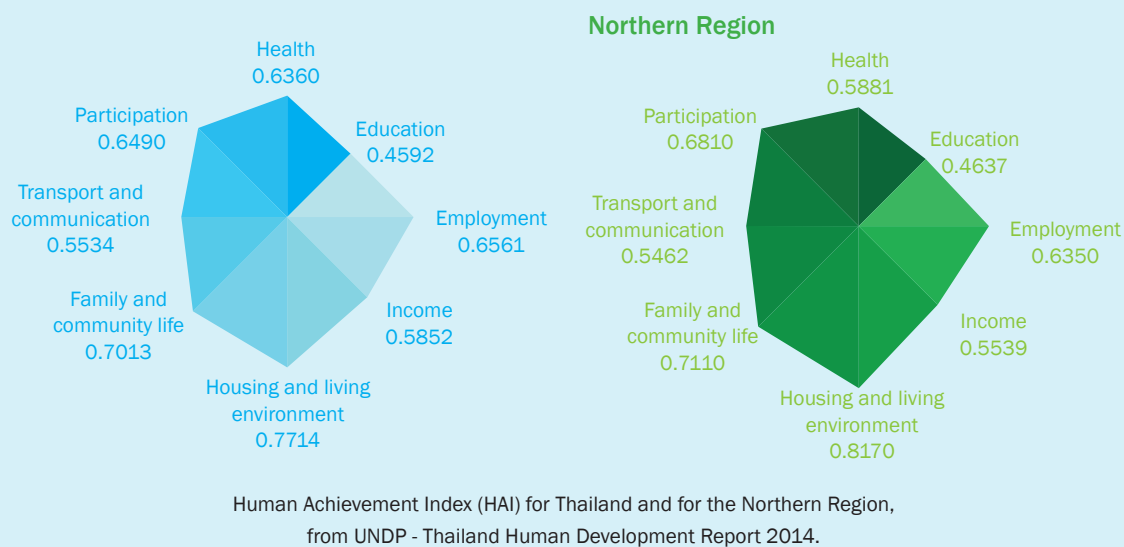 Health
0.6360
Participation
0.6490
Education
0.4592
Transport and
communication
0.5534
Employment
0.6561
Family and
community life
0.7013
Income
0.5852
Housing and living
environment
0.7714
Northern Region
Health
0.5881
Participation
0.6810
Education
0.4637
Transport and
communication
0.5462
Employment
0.6350
Family and
community life
0.7110
Income
0.5539
Housing and living
environment
0.8170
Human Achievement Index (HAI) for Thailand and for the Northern Region,
from UNDP - Thailand Human Development Report 2014.